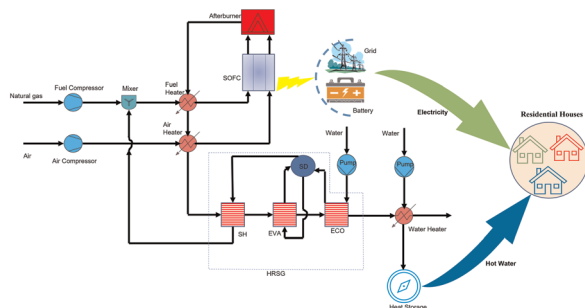 Afterburner
Grid
Natural gas
Fuel Compressor
Mixer
Fuel
Heater
SOFC
Battery
Electricity
Residential Houses
Air
Heater
Water
Water
Air
Air Compressor
Pump
Pump
SD
SH
EVA
ECO
Water Heater
HRSG
Hot Water
Heat Storage